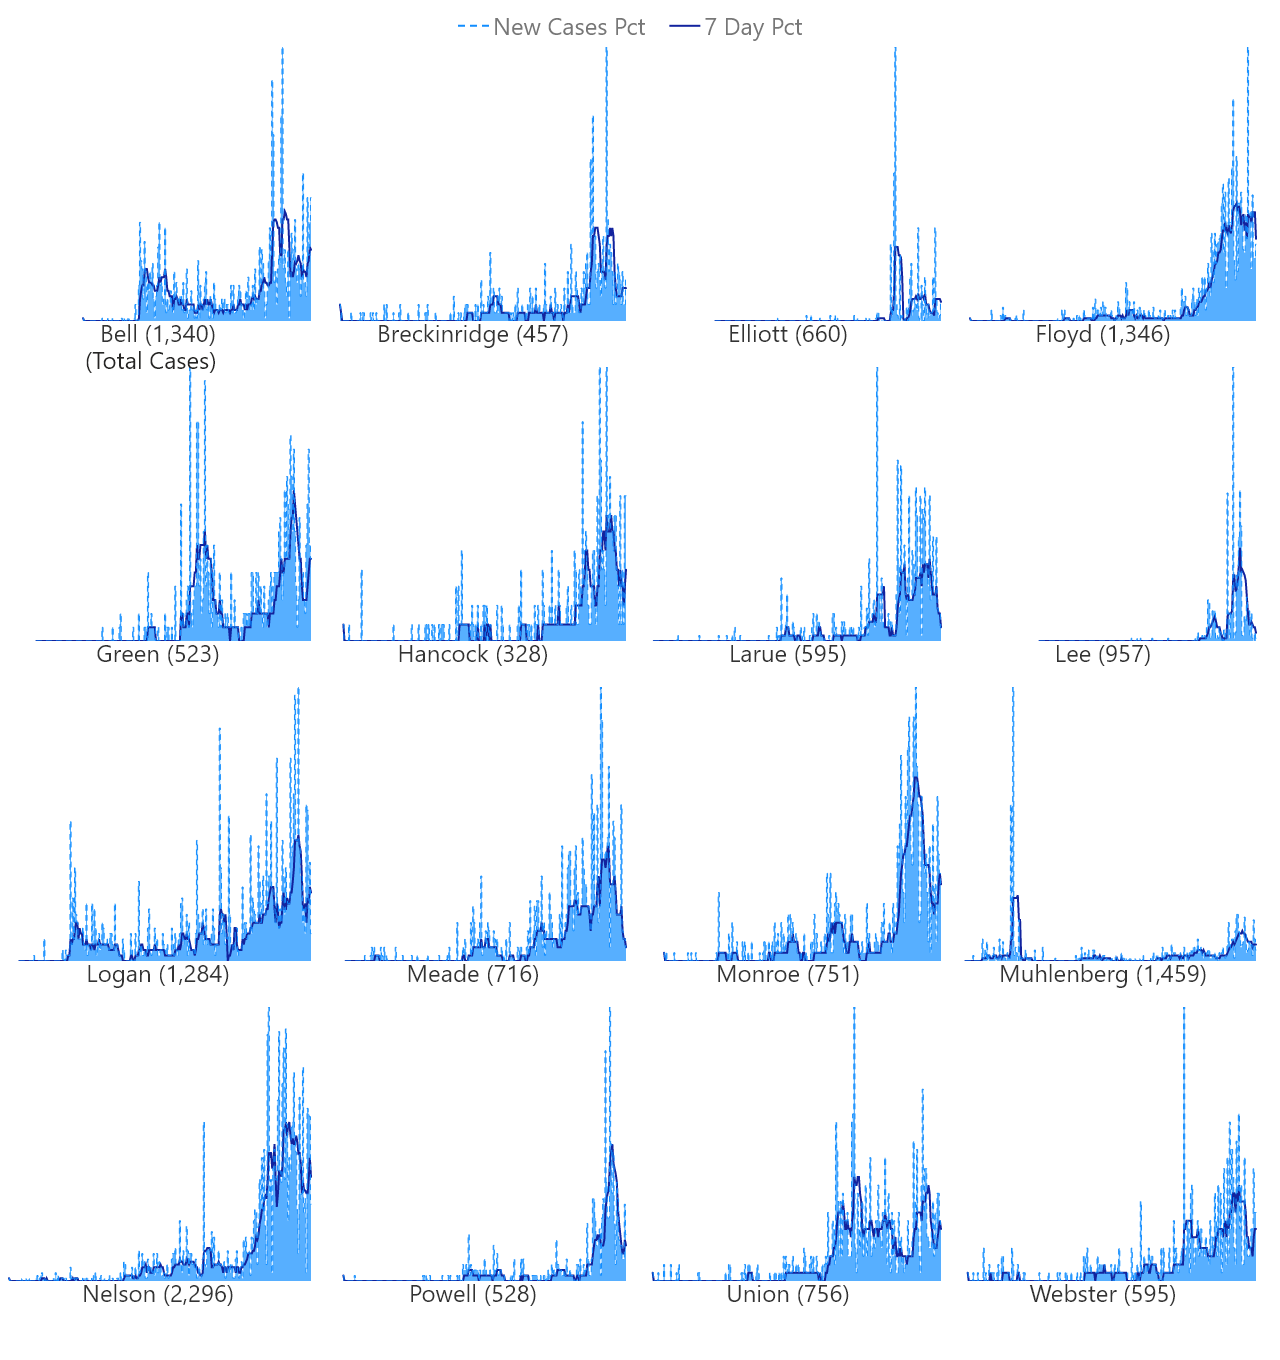 New Cases Pct 7 Day Pct
Bell (1,340) Breckinridge (457) Elliott (660) Floyd (1,346)
(Total Cases)
Green (523) Hancock (328) Larue (595) Lee (957)
Logan (1,284) Meade (716) Monroe (751) Muhlenberg (1,459)
Nelson (2,296) Powell (528) Union (756) Webster (595)